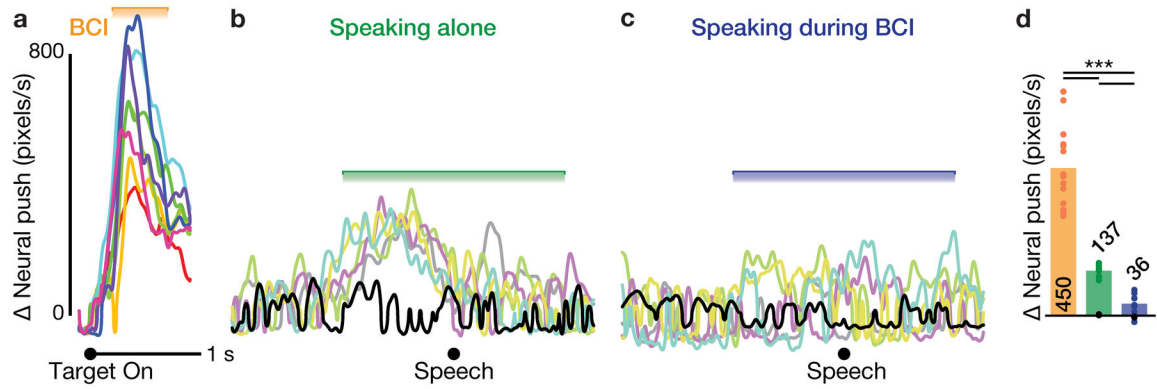 a
BCI
800
0
Δ Neural push (pixels/s)
1 s
Target On
b
Speaking alone
Speech
c
Speaking during BCI
Speech
d
Δ Neural push (pixels/s)
***
450
137
36